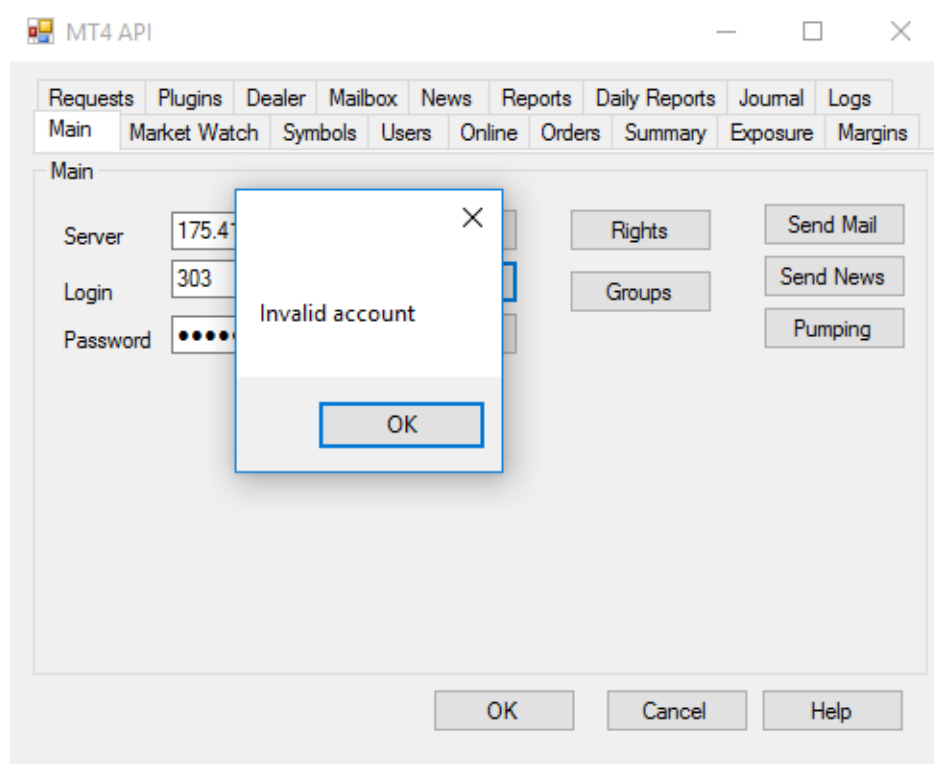 MT4 API
Requests Plugins Dealer Mailbox News Reports Daily Reports Journal Logs
Main Market Watch Symbols Users Online Orders Summary Exposure Margins
Main
Server 175.41 Rights Send Mail
Login 303 Groups Send News
Invalid account
Password Pumping
OK
OK Cancel Help